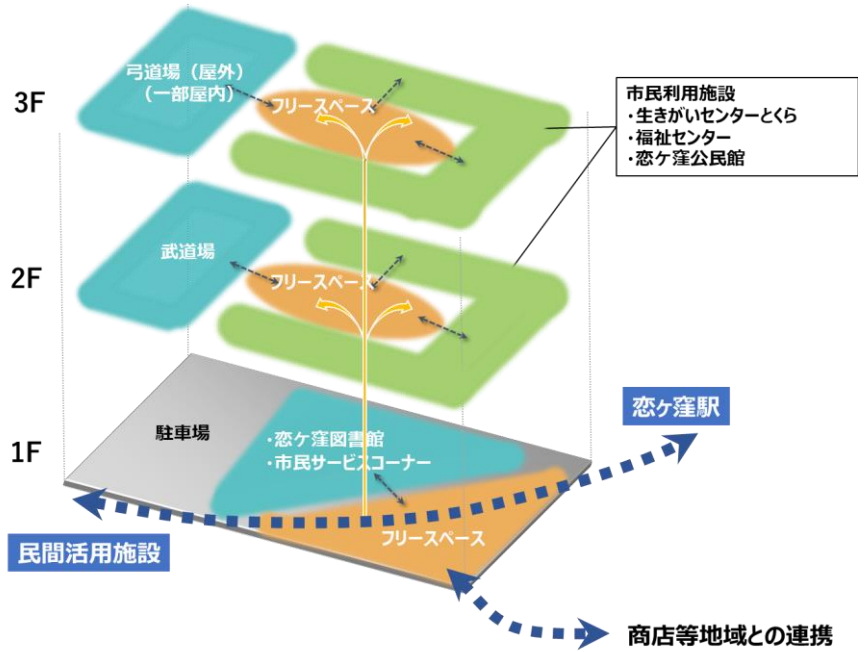 3F
弓道場（屋外）
（一部屋内）
フリースペース
市民利用施設
・生きがいセンターとくら
・福祉センター
・恋ケ窪公民館
2F
武道場
フリースペース
1F
駐車場
・恋ケ窪図書館
・市民サービスコーナー
フリースペース
恋ヶ窪駅
民間活用施設
商店等地域との連携